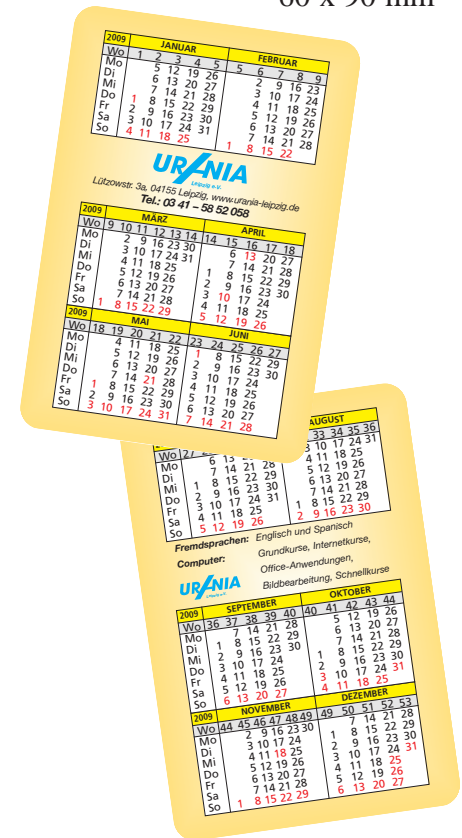 60 x 90 mm
2009 JANUAR FEBRUAR
Wo 1 2 3 4 5 5 6 7 8 9
Mo 5 12 19 26 2 9 16 23
Di 6 13 20 27 3 10 17 24
Mi 7 14 21 28 4 11 18 25
Do 1 8 15 22 29 5 12 19 26
Fr 2 9 16 23 30 6 13 20 27
Sa 3 10 17 24 31 7 14 21 28
So 4 11 18 25 1 8 15 22
URANIA
Leipzig e.V.
Lützowstr. 3a, 04155 Leipzig, www.urania-leipzig.de
Tel.: 03 41 – 58 52 058
2009 MÄRZ APRIL
Wo 9 10 11 12 13 14 14 15 16 17 18
Mo 2 9 16 23 30 6 13 20 27
Di 3 10 17 24 31 7 14 21 28
Mi 4 11 18 25 1 8 15 22 29
Do 5 12 19 26 2 9 16 23 30
Fr 6 13 20 27 3 10 17 24
Sa 7 14 21 28 4 11 18 25
So 1 8 15 22 29 5 12 19 26
2009 MAI JUNI
Wo 18 19 20 21 22 23 24 25 26 27
Mo 4 11 18 25 1 8 15 22 29
Di 5 12 19 26 2 9 16 23 30
Mi 6 13 20 27 3 10 17 24
Do 7 14 21 28 4 11 18 25
Fr 1 8 15 22 29 5 12 19 26
Sa 2 9 16 23 30 6 13 20 27
So 3 10 17 24 31 7 14 21 28
AUGUST
Wo 27 33 34 35 36
Mo 6 13 3 10 17 24 31
Di 7 14 21 4 11 18 25
Mi 1 8 15 22 29 5 12 19 26
Do 2 9 16 23 30 6 13 20 27
Fr 3 10 17 24 31 7 14 21 28
Sa 4 11 18 25 1 8 15 22 29
So 5 12 19 26 2 9 16 23 30
Fremdsprachen: Englisch und Spanisch
Computer: Grundkurse, Internetkurse,
Office-Anwendungen,
Bildbearbeitung, Schnellkurse
URANIA
Leipzig e.V.
2009 SEPTEMBER OKTOBER
Wo 36 37 38 39 40 40 41 42 43 44
Mo 7 14 21 28 5 12 19 26
Di 1 8 15 22 29 6 13 20 27
Mi 2 9 16 23 30 7 14 21 28
Do 3 10 17 24 1 8 15 22 29
Fr 4 11 18 25 2 9 16 23 30
Sa 5 12 19 26 3 10 17 24 31
So 6 13 20 27 4 11 18 25
2009 NOVEMBER DEZEMBER
Wo 44 45 46 47 48 49 49 50 51 52 53
Mo 2 9 16 23 30 7 14 21 28
Di 3 10 17 24 1 8 15 22 29
Mi 4 11 18 25 2 9 16 23 30
Do 5 12 19 26 3 10 17 24 31
Fr 6 13 20 27 4 11 18 25
Sa 7 14 21 28 5 12 19 26
So 1 8 15 22 29 6 13 20 27